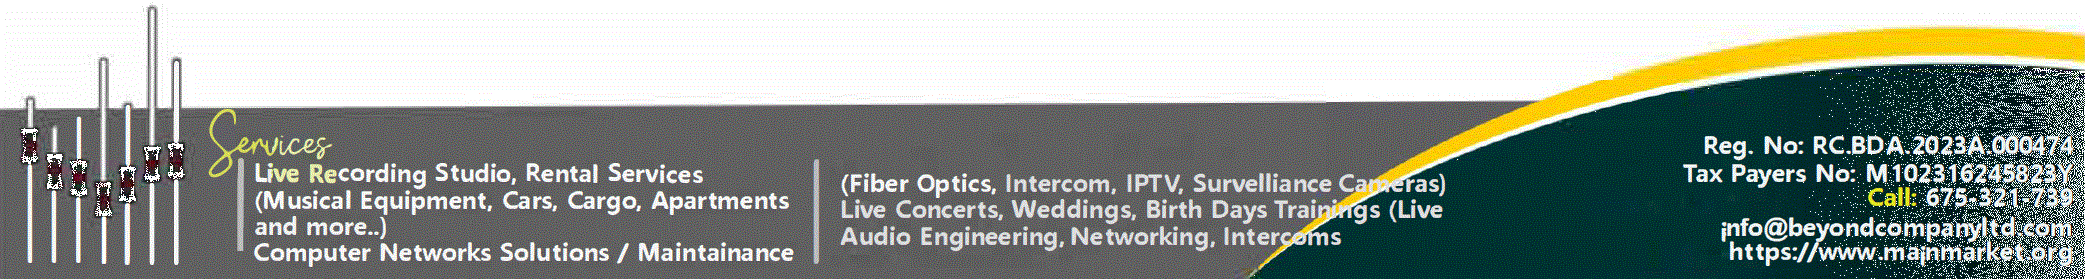 Services
Live Recording Studio, Rental Services
(Musical Equipment, Cars, Cargo, Apartments
and more..)
Computer Networks Solutions / Maintainance
(Fiber Optics, Intercom, IPTV, Survelliance Cameras)
Live Concerts, Weddings, Birth Days Trainings (Live
Audio Engineering, Networking, Intercoms
Reg. No: RC.BDA.2023A.000474
Tax Payers No: M102316245823Y
Call: 675-321-739
info@beyondcompanyltd.com
https://www.mainmarket.org